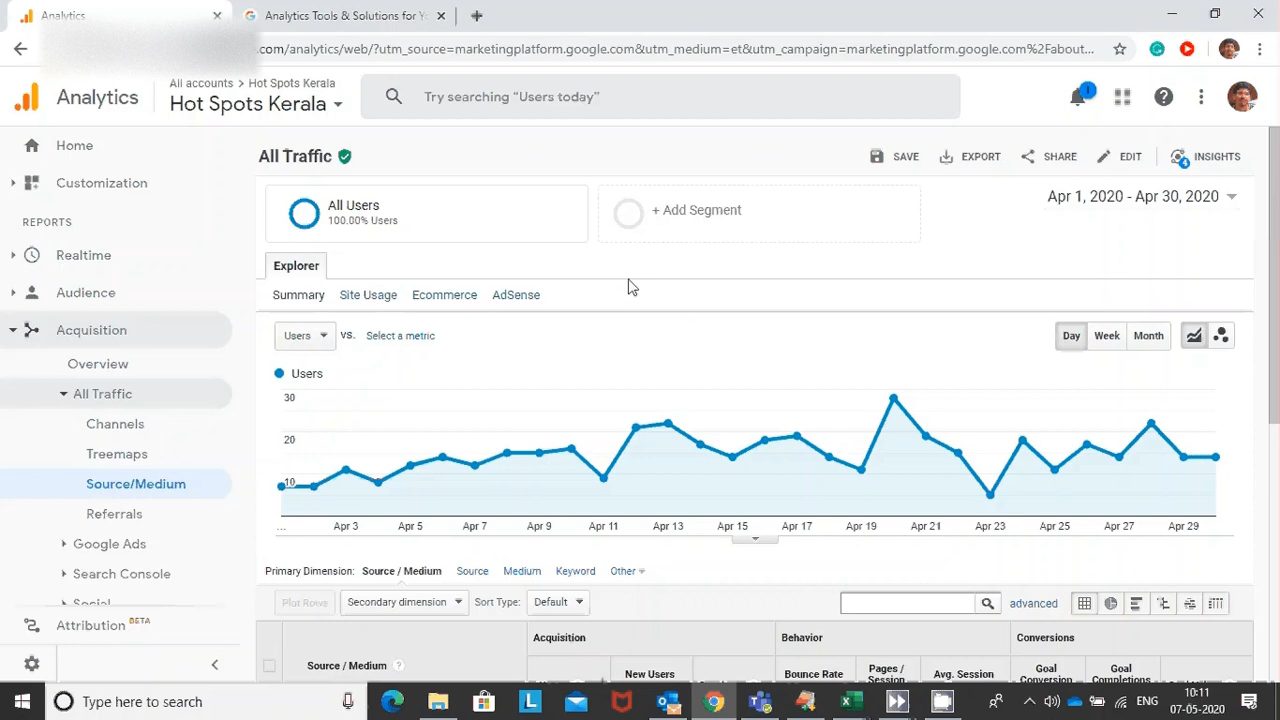 Analytics
Analytics Tools & Solutions for Yo
.com/analytics/web/?utm_source=marketingplatform.google.com&utm_medium=et&utm_campaign=marketingplatform.google.com%2Fabout...
Analytics
All accounts > Hot Spots Kerala
Hot Spots Kerala
Try searching "Users today"
1
Home
Customization
REPORTS
Realtime
Audience
Acquisition
Overview
All Traffic
Channels
Treemaps
Source/Medium
Referrals
Google Ads
Search Console
Social
Attribution BETA
All Traffic
SAVE
EXPORT
SHARE
EDIT
4
INSIGHTS
All Users
100.00% Users
+ Add Segment
Apr 1, 2020 - Apr 30, 2020
Explorer
Summary Site Usage Ecommerce AdSense
Users vs. Select a metric
Day Week Month
Users
30
20
10
... Apr 3 Apr 5 Apr 7 Apr 9 Apr 11 Apr 13 Apr 15 Apr 17 Apr 19 Apr 21 Apr 23 Apr 25 Apr 27 Apr 29
Primary Dimension: Source / Medium Source Medium Keyword Other
Plot Rows Secondary dimension Sort Type: Default advanced
Acquisition Behavior Conversions
Source / Medium ?
New Users
Bounce Rate
Pages /
Session
Avg. Session
Goal
Conversion
Goal
Completions
Type here to search
ENG
10:11
07-05-2020